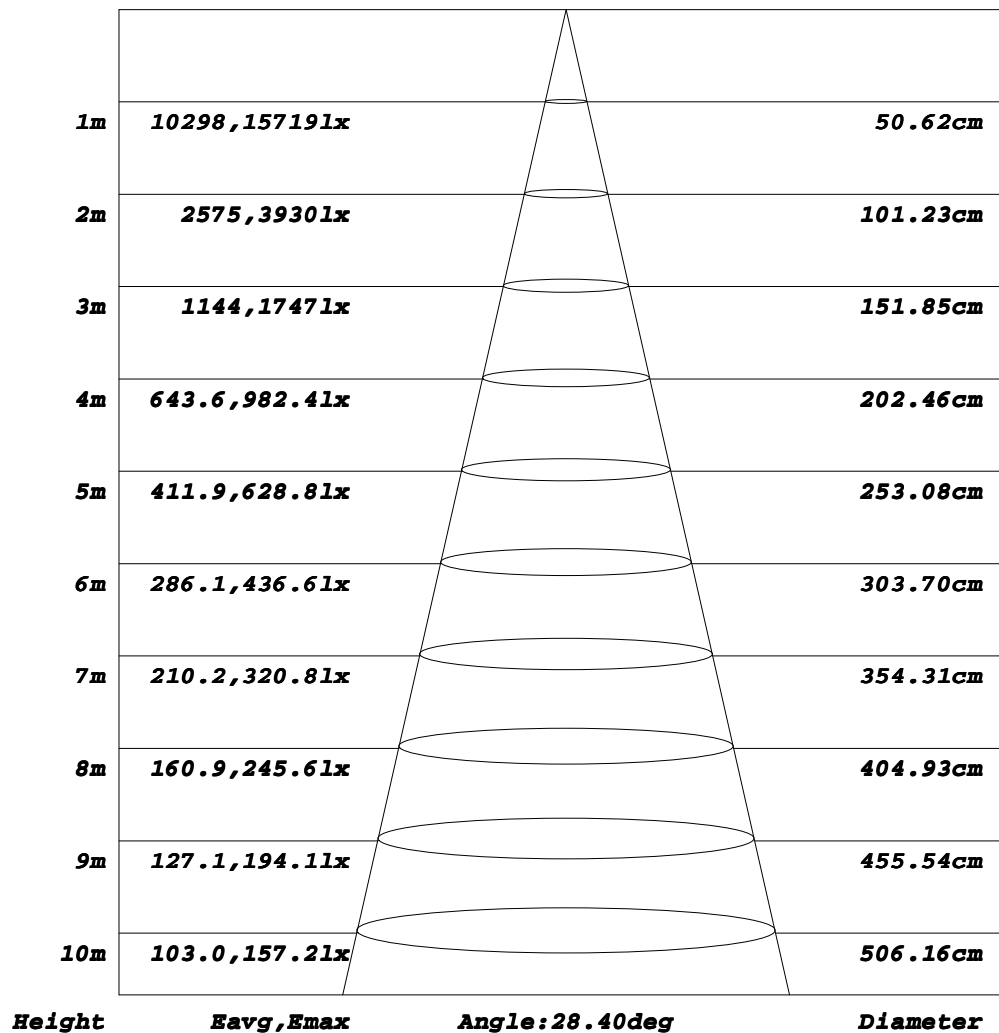 1m 10298,15719lx 50.62cm
2m 2575,3930lx 101.23cm
3m 1144,1747lx 151.85cm
4m 643.6,982.4lx 202.46cm
5m 411.9,628.8lx 253.08cm
6m 286.1,436.6lx 303.70cm
7m 210.2,320.8lx 354.31cm
8m 160.9,245.6lx 404.93cm
9m 127.1,194.1lx 455.54cm
10m 103.0,157.2lx 506.16cm
Height Eavg,Emax Angle:28.40deg Diameter